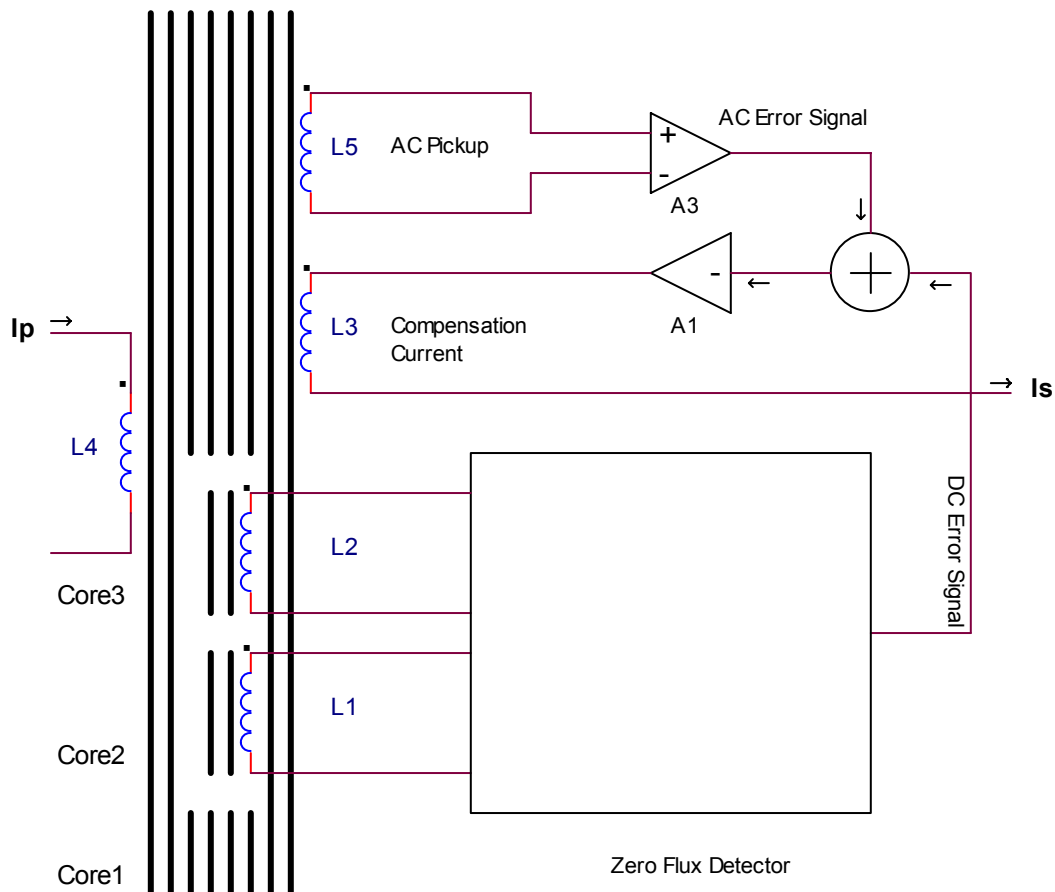 L5
AC Pickup
+
-
A3
AC Error Signal
Ip
L3
Compensation
Current
-
A1
Is
L4
L2
DC Error Signal
Core3
L1
Core2
Core1
Zero Flux Detector